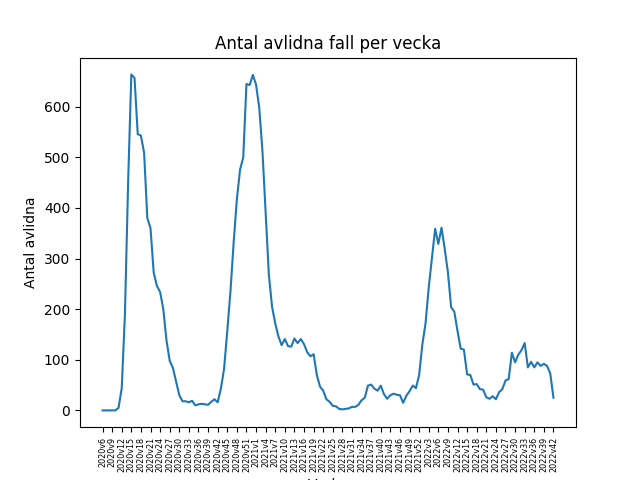 Antal avlidna fall per vecka
Antal avlidna
600
500
400
300
200
100
0
2020v6
2020v9
2020v12
2020v15
2020v18
2020v21
2020v24
2020v27
2020v30
2020v33
2020v36
2020v39
2020v42
2020v45
2020v48
2020v51
2021v1
2021v4
2021v7
2021v10
2021v13
2021v16
2021v19
2021v22
2021v25
2021v28
2021v31
2021v34
2021v37
2021v40
2021v43
2021v46
2021v49
2021v52
2022v3
2022v6
2022v9
2022v12
2022v15
2022v18
2022v21
2022v24
2022v27
2022v30
2022v33
2022v36
2022v39
2022v42